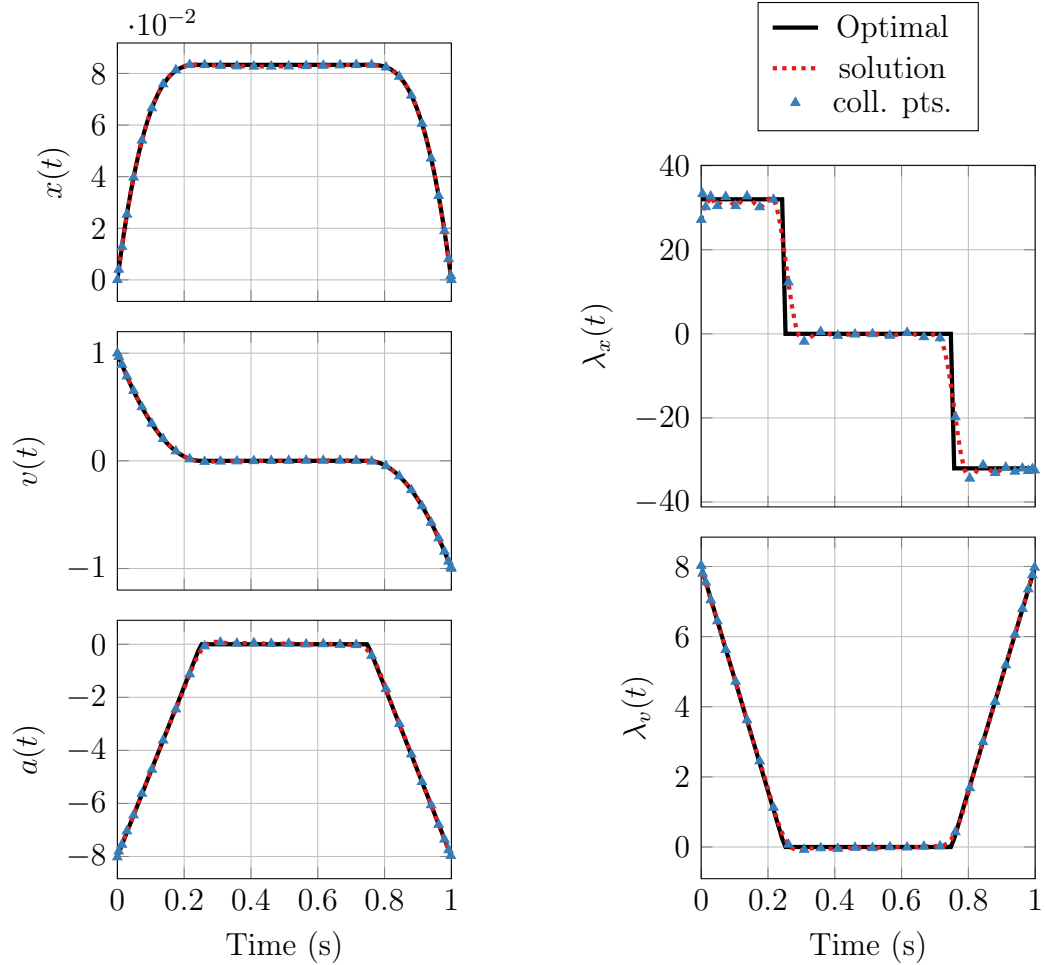 ·10−2
8
6
4
2
0
x(t)
1
0
−1
v(t)
0
−2
−4
−6
−8
a(t)
0 0.2 0.4 0.6 0.8 1
Time (s)
Optimal
solution
coll. pts.
40
20
0
−20
−40
λx(t)
8
6
4
2
0
λv(t)
0 0.2 0.4 0.6 0.8 1
Time (s)